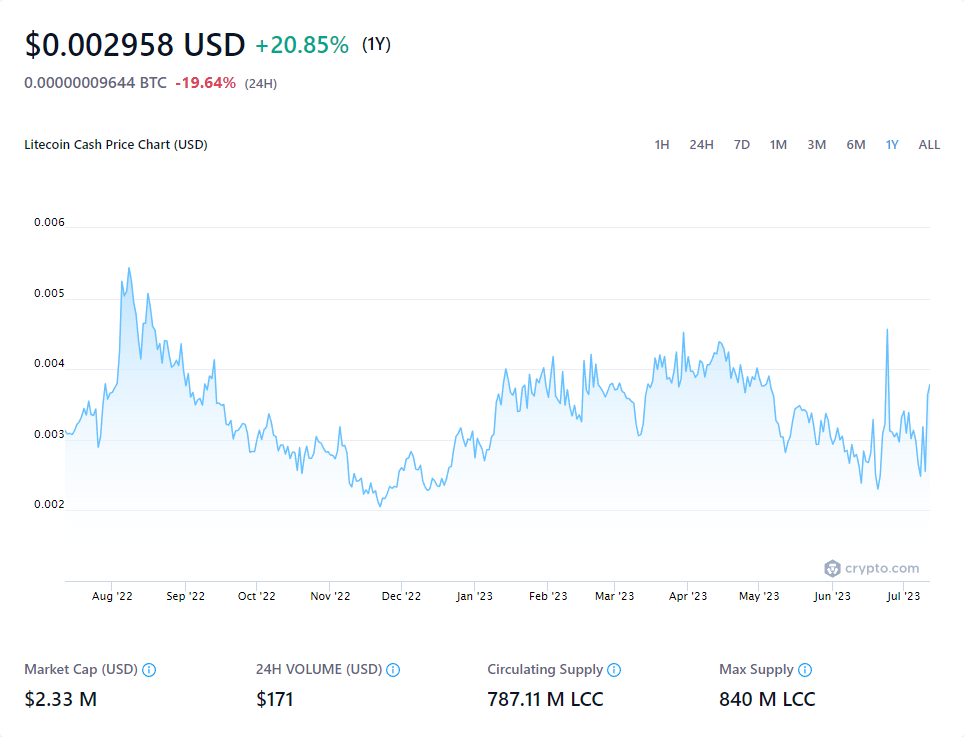 $0.002958 USD +20.85% (1Y)
0.00000009644 BTC -19.64% (24H)
Litecoin Cash Price Chart (USD) 1H 24H 7D 1M 3M 6M 1Y ALL
0.006
0.005
0.004
0.003
0.002
crypto.com
Aug '22 Sep '22 Oct '22 Nov '22 Dec '22 Jan '23 Feb '23 Mar '23 Apr '23 May '23 Jun '23 Jul '23
Market Cap (USD) 24H VOLUME (USD) Circulating Supply Max Supply
$2.33 M $171 787.11 M LCC 840 M LCC